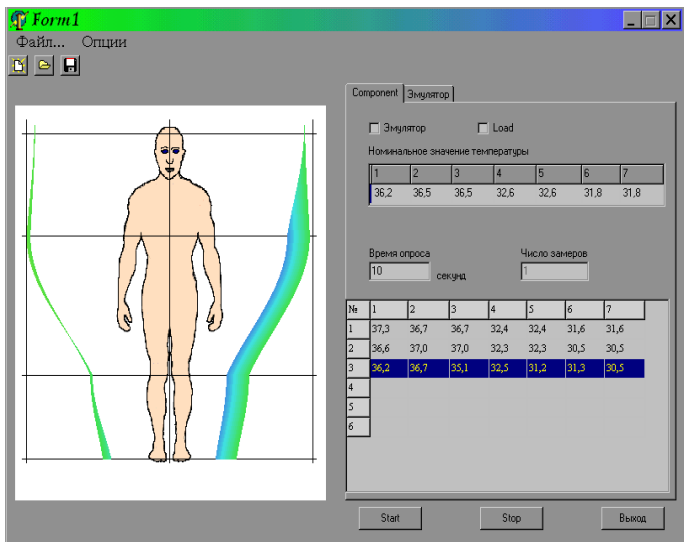 Form1
Файл... Опции
Component Эмулятор
Эмулятор Load
Номинальное значение температуры
1 2 3 4 5 6 7
36,2 36,5 36,5 32,6 32,6 31,8 31,8
Время опроса Число замеров
10 секунд 1
№ 1 2 3 4 5 6 7
1 37,3 36,7 36,7 32,4 32,4 31,6 31,6
2 36,6 37,0 37,0 32,3 32,3 30,5 30,5
3 36,2 36,7 35,1 32,5 31,2 31,3 30,5
4
5
6
Start Stop Выход